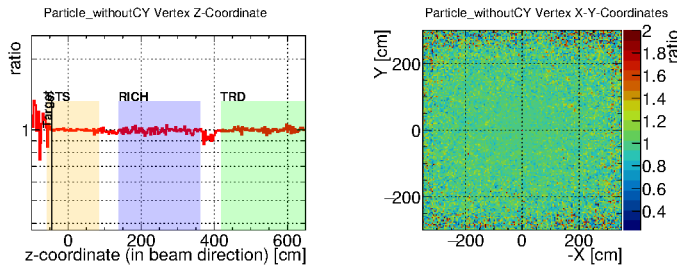 Particle_withoutCY Vertex Z-Coordinate
ratio
1
Target
STS
RICH
TRD
0
200
400
600
z-coordinate (in beam direction) [cm]
Particle_withoutCY Vertex X-Y-Coordinates
Y [cm]
200
0
−200
−200
0
200
-X [cm]
2
1.8
1.6
1.4
1.2
1
0.8
0.6
0.4
ratio